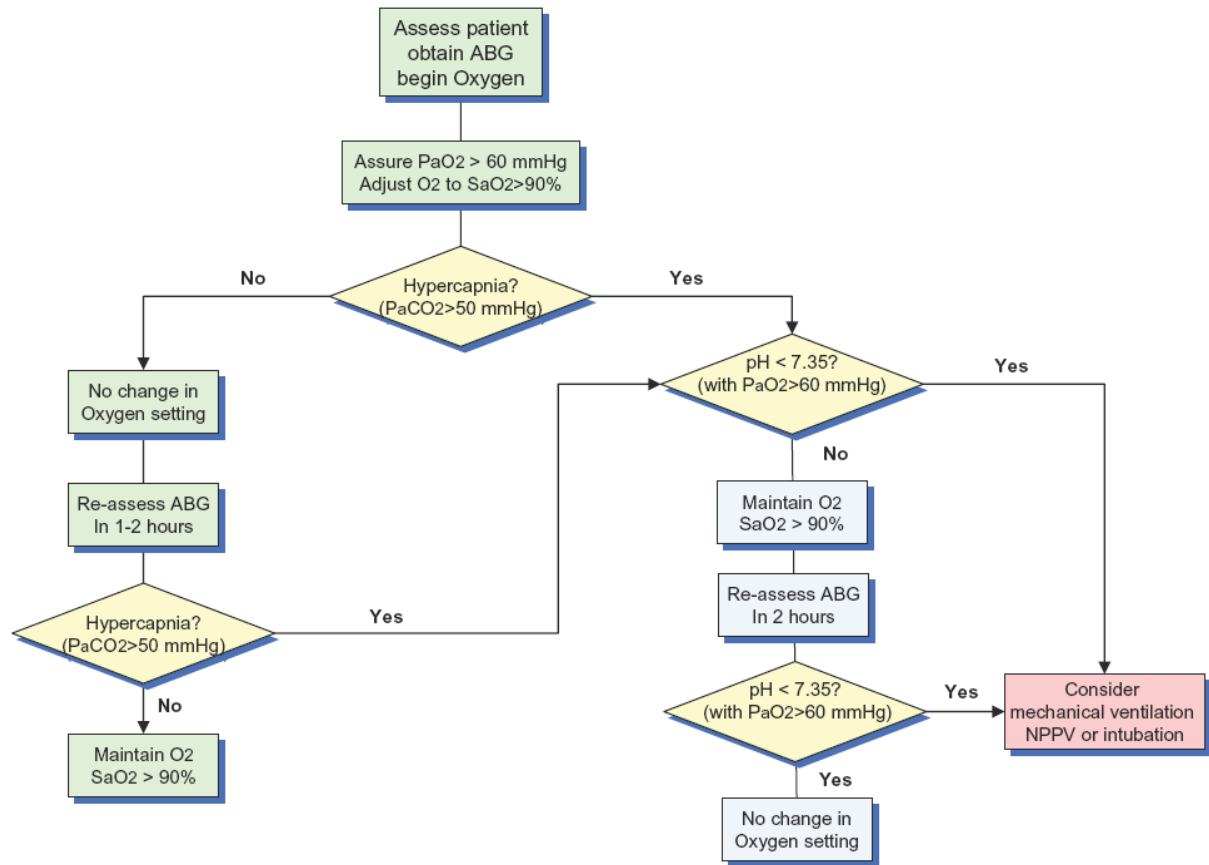 Assess patient
obtain ABG
begin Oxygen
Assure PaO2 > 60 mmHg
Adjust O2 to SaO2>90%
No
Hypercapnia?
(PaCO2>50 mmHg)
Yes
No change in
Oxygen setting
pH < 7.35?
(with PaO2>60 mmHg)
Yes
No
Re-assess ABG
In 1-2 hours
Maintain O2
SaO2 > 90%
Hypercapnia?
(PaCO2>50 mmHg)
Yes
Re-assess ABG
In 2 hours
No
pH < 7.35?
(with PaO2>60 mmHg)
Yes
Consider
mechanical ventilation
NPPV or intubation
Maintain O2
SaO2 > 90%
Yes
No change in
Oxygen setting